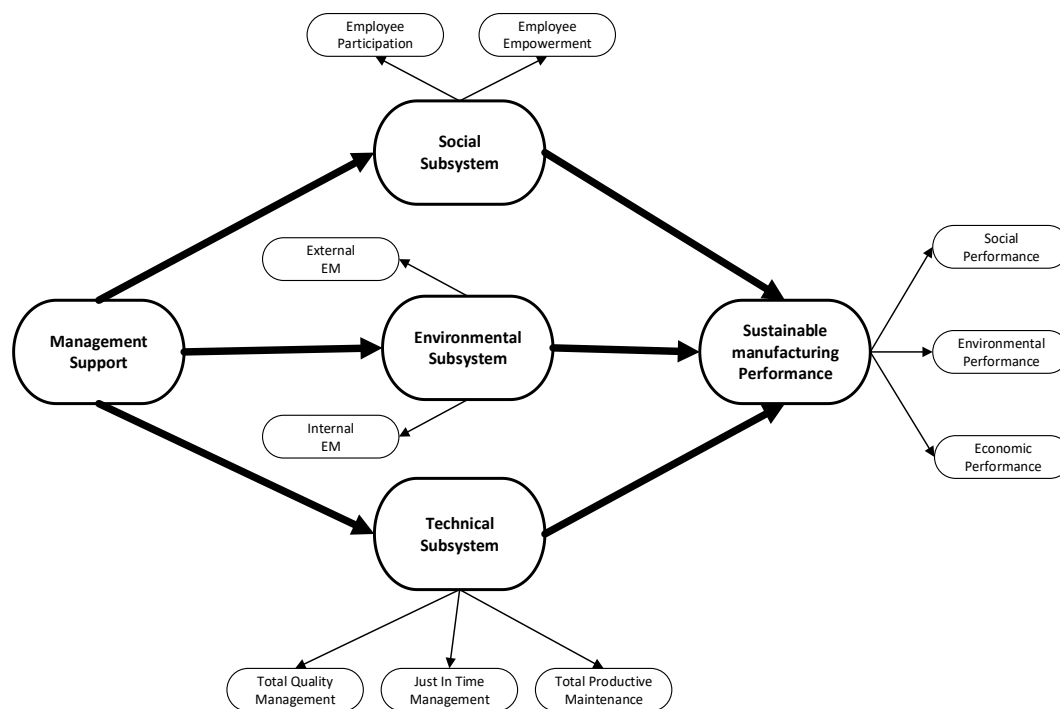 Employee
Participation
Employee
Empowerment
Social
Subsystem
External
EM
Social
Performance
Management
Support
Environmental
Subsystem
Sustainable
manufacturing
Performance
Environmental
Performance
Internal
EM
Economic
Performance
Technical
Subsystem
Total Quality
Management
Just In Time
Management
Total Productive
Maintenance